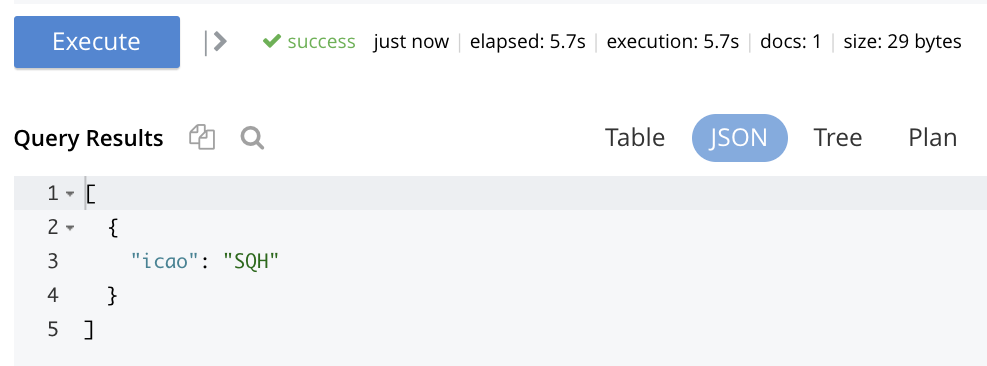 Execute success just now | elapsed: 5.7s | execution: 5.7s | docs: 1 | size: 29 bytes
Query Results Table JSON Tree Plan
1 [
2 {
3 "icao": "SQH"
4 }
5 ]